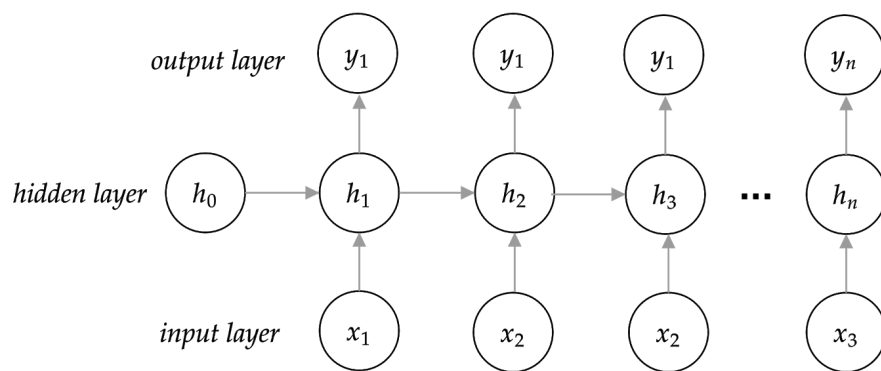 output layer y₁ y₁ y₁ yₙ
hidden layer h₀ h₁ h₂ h₃ ... hₙ
input layer x₁ x₂ x₂ x₃